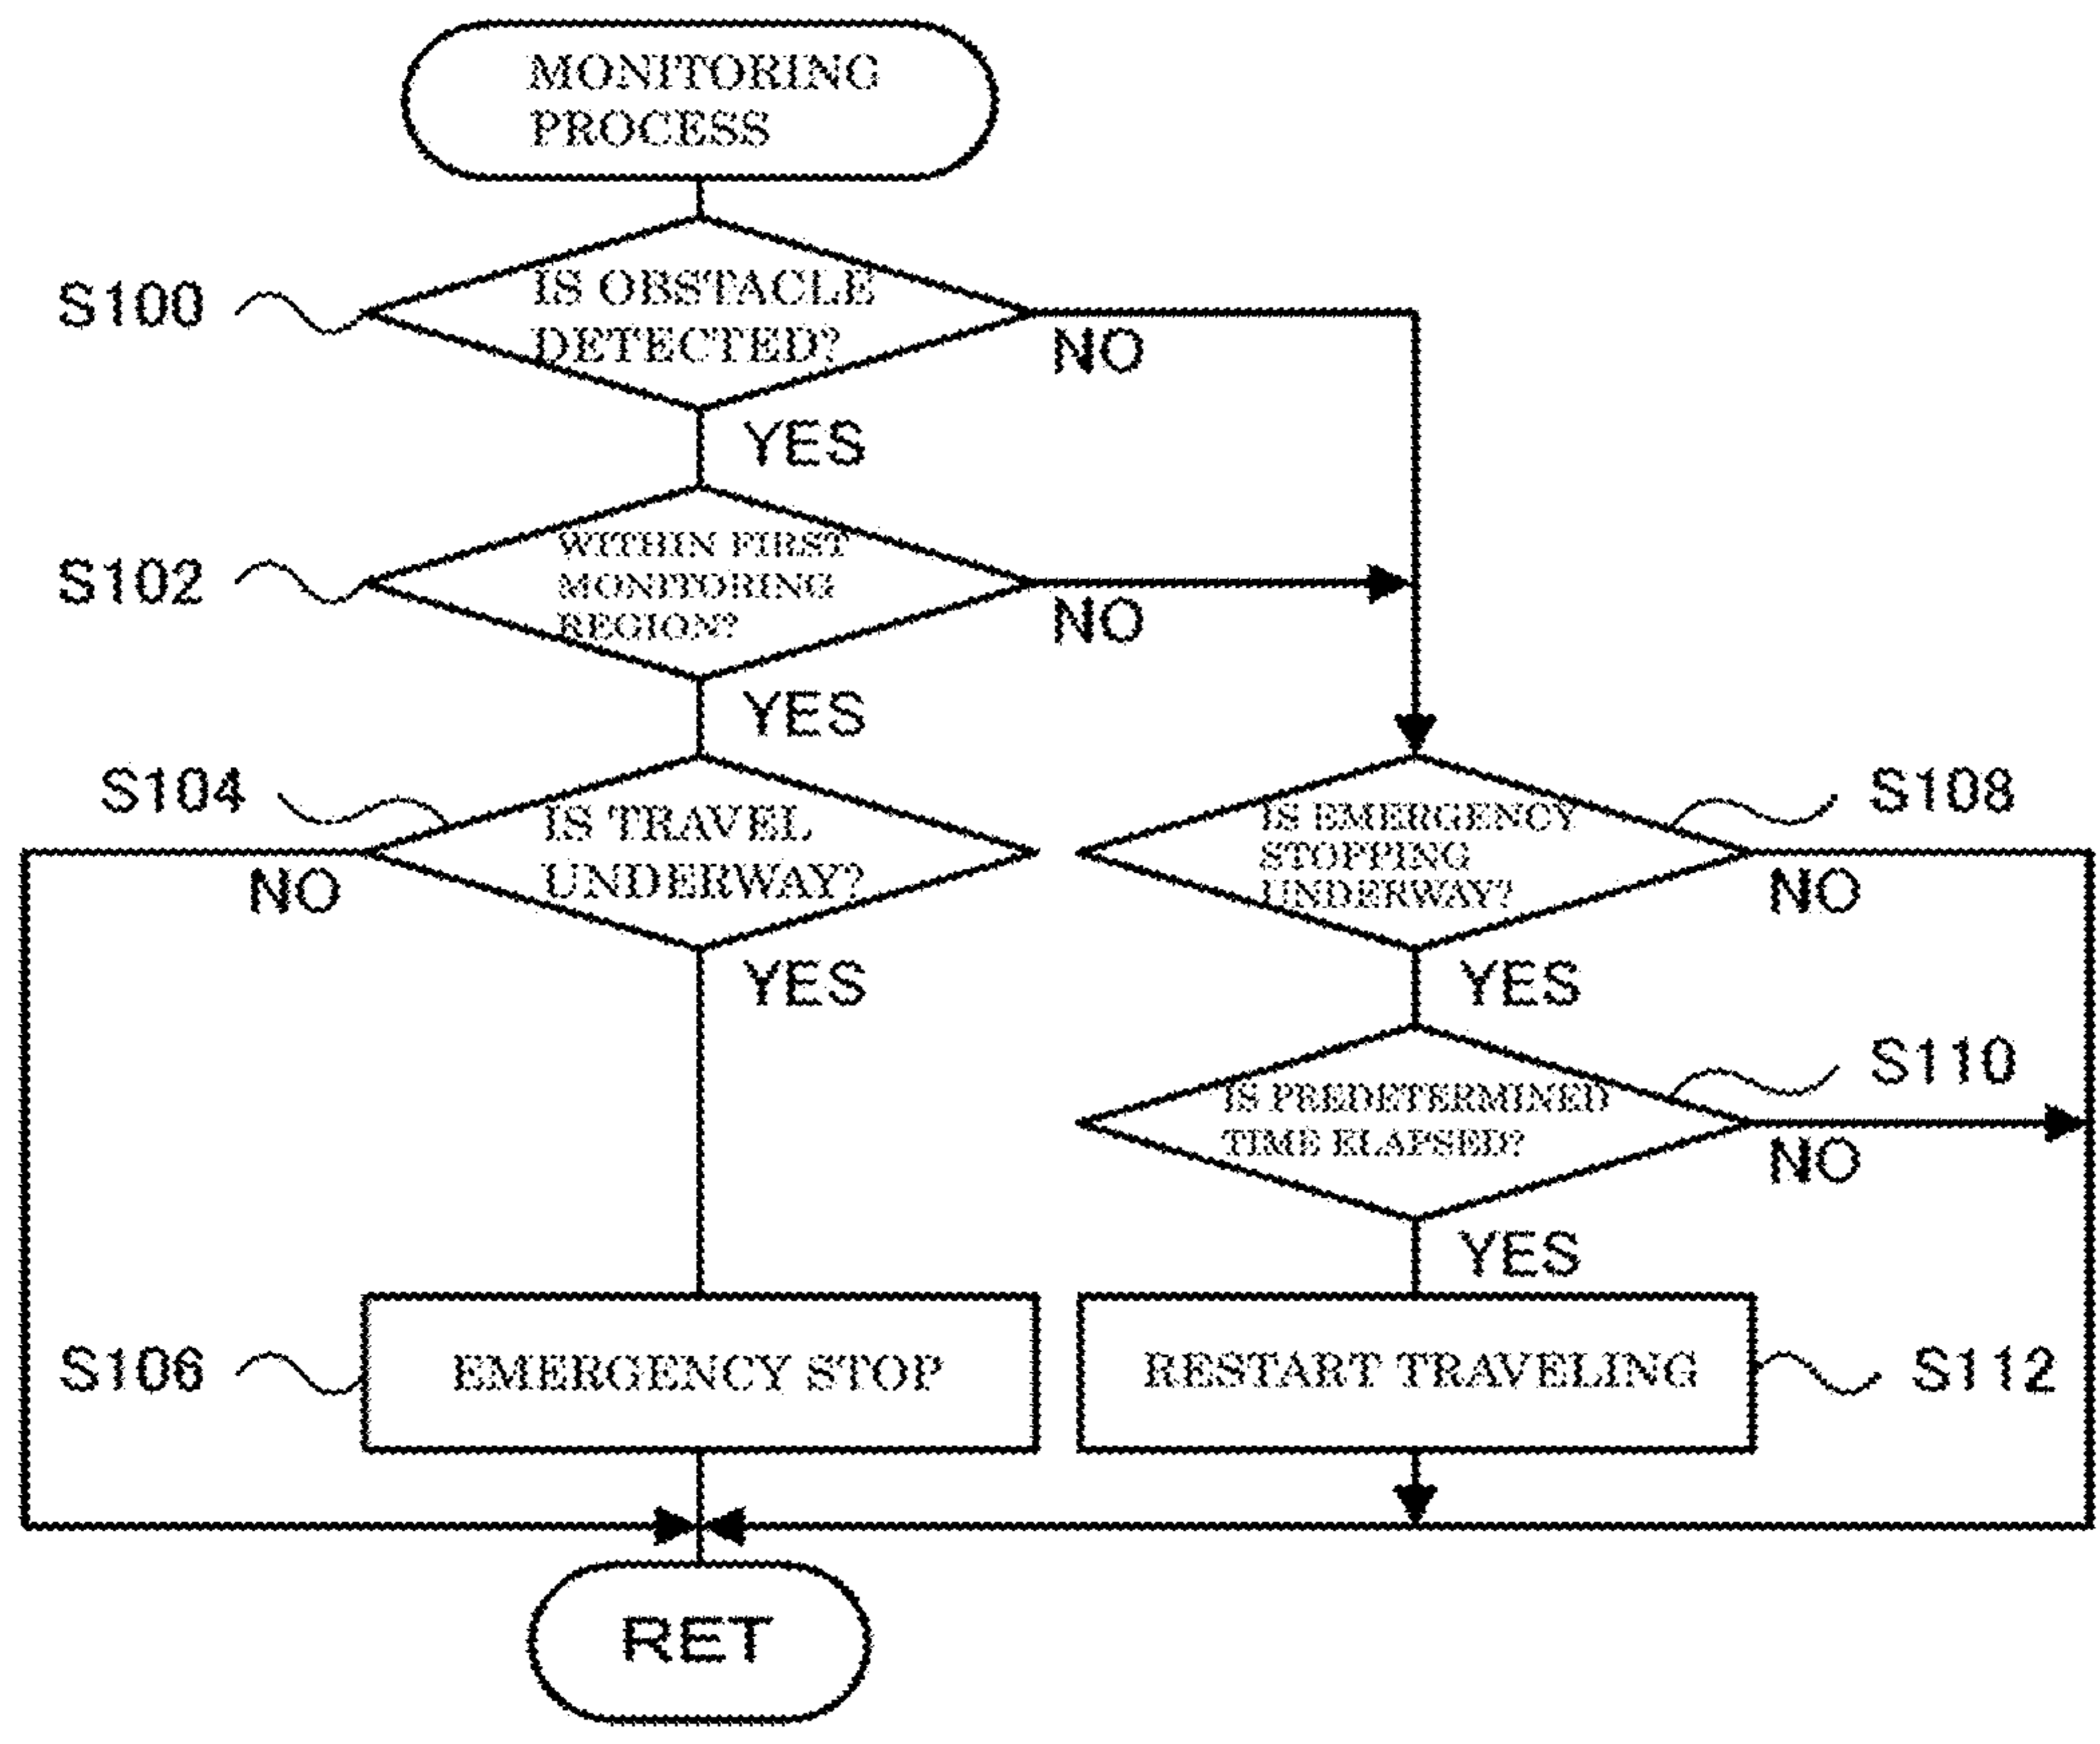 MONITORING
PROCESS
S100
IS OBSTACLE
DETECTED?
NO
YES
S102
WITHIN FIRST
MONITORING
REGION?
NO
YES
S104
IS TRAVEL
UNDERWAY?
NO
YES
S108
IS EMERGENCY
STOPPING
UNDERWAY?
NO
YES
S110
IS PREDETERMINED
TIME ELAPSED?
NO
YES
S106
EMERGENCY STOP
RESTART TRAVELING
S112
RET